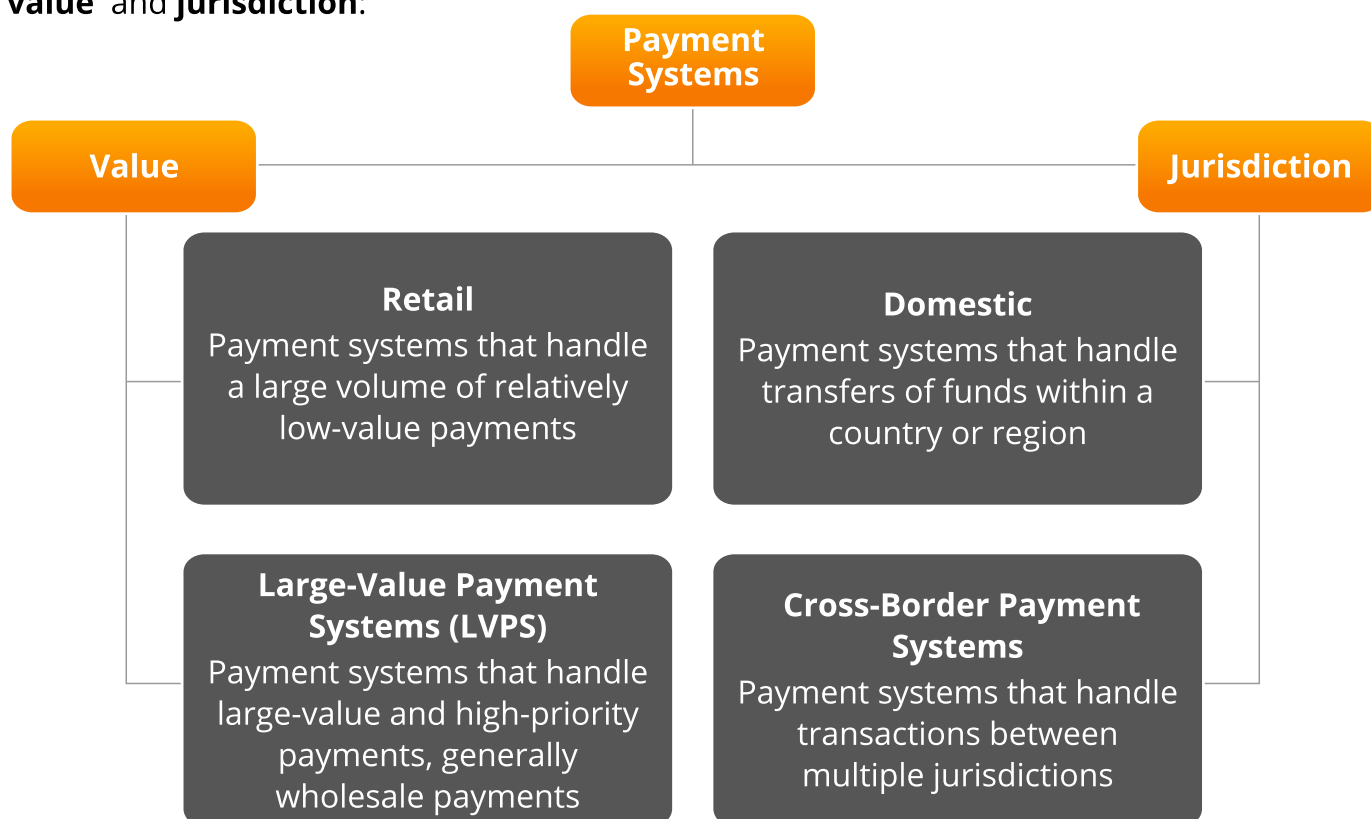 value and jurisdiction:
Payment
Systems
Value
Jurisdiction
Retail
Payment systems that handle
a large volume of relatively
low-value payments
Domestic
Payment systems that handle
transfers of funds within a
country or region
Large-Value Payment
Systems (LVPS)
Payment systems that handle
large-value and high-priority
payments, generally
wholesale payments
Cross-Border Payment
Systems
Payment systems that handle
transactions between
multiple jurisdictions